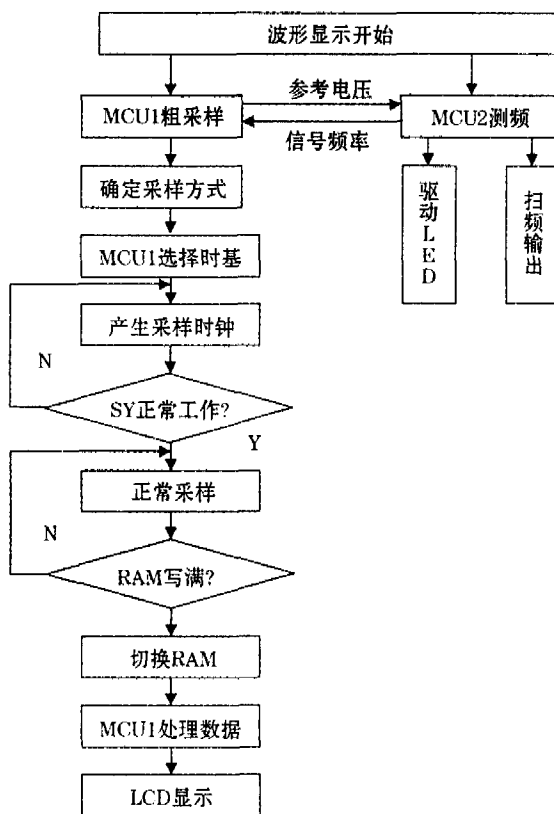 波形显示开始
参考电压
MCU1粗采样
MCU2测频
信号频率
确定采样方式
驱动LED
扫频输出
MCU1选择时基
产生采样时钟
N
SY正常工作?
Y
正常采样
N
RAM写满?
切换RAM
MCU1处理数据
LCD显示